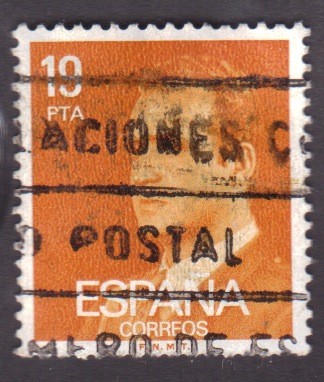 19
PTA
ACIONES
POSTAL
ESPAÑA
CORREOS
F.N.M.T.